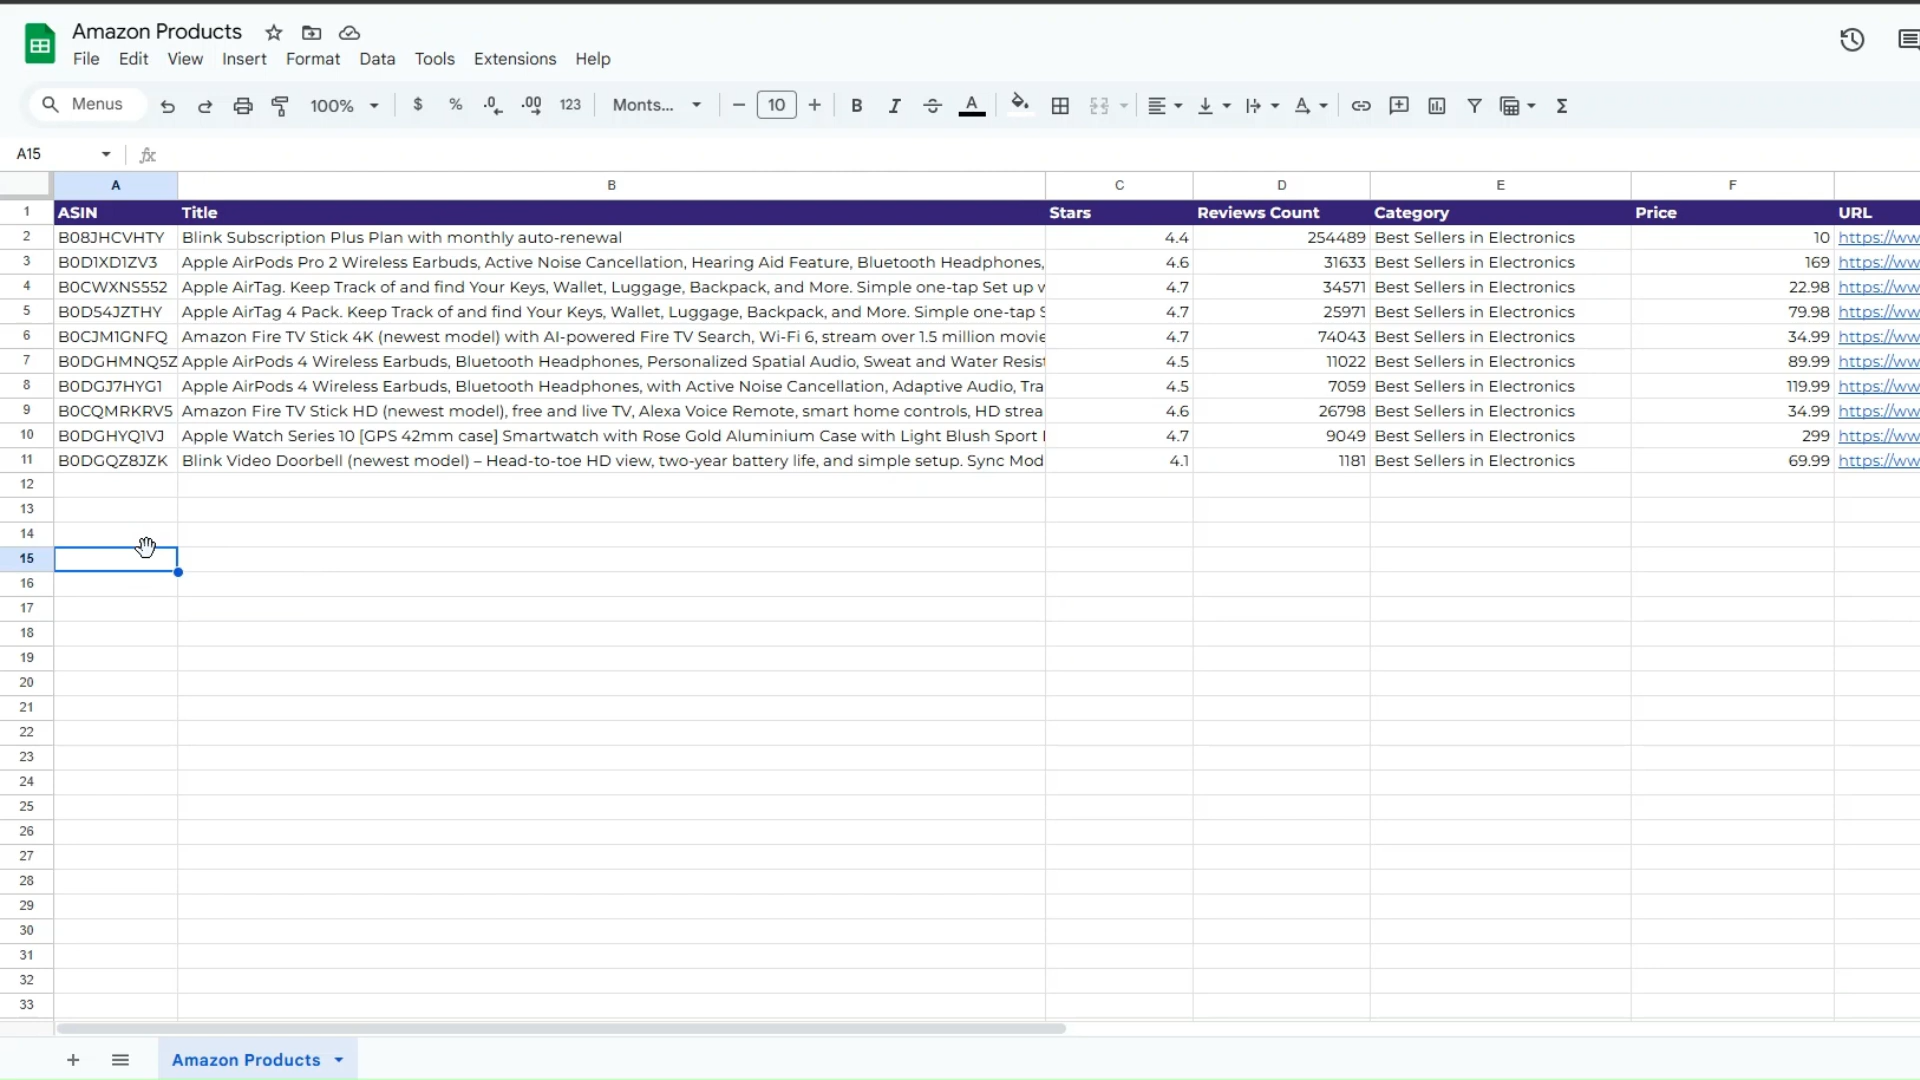 Amazon Products
File Edit View Insert Format Data Tools Extensions Help
Menus 100% $ % .0 .00 123 Monts... 10 B I S A Σ
A15 fx
A B C D E F
1 ASIN Title Stars Reviews Count Category Price URL
2 B08JHCVHTY Blink Subscription Plus Plan with monthly auto-renewal 4.4 254489 Best Sellers in Electronics 10 https://ww
3 B0D1XD1ZV3 Apple AirPods Pro 2 Wireless Earbuds, Active Noise Cancellation, Hearing Aid Feature, Bluetooth Headphones, 4.6 31633 Best Sellers in Electronics 169 https://ww
4 B0CWXNS552 Apple AirTag. Keep Track of and find Your Keys, Wallet, Luggage, Backpack, and More. Simple one-tap Set up 4.7 34571 Best Sellers in Electronics 22.98 https://ww
5 B0D54JZTHY Apple AirTag 4 Pack. Keep Track of and find Your Keys, Wallet, Luggage, Backpack, and More. Simple one-tap S 4.7 25971 Best Sellers in Electronics 79.98 https://ww
6 B0CJM1GNFQ Amazon Fire TV Stick 4K (newest model) with AI-powered Fire TV Search, Wi-Fi 6, stream over 1.5 million movie 4.7 74043 Best Sellers in Electronics 34.99 https://ww
7 B0DGHMNQ5Z Apple AirPods 4 Wireless Earbuds, Bluetooth Headphones, Personalized Spatial Audio, Sweat and Water Resist 4.5 11022 Best Sellers in Electronics 89.99 https://ww
8 B0DGJ7HYG1 Apple AirPods 4 Wireless Earbuds, Bluetooth Headphones, with Active Noise Cancellation, Adaptive Audio, Tra 4.5 7059 Best Sellers in Electronics 119.99 https://ww
9 B0CQMRKRV5 Amazon Fire TV Stick HD (newest model), free and live TV, Alexa Voice Remote, smart home controls, HD strea 4.6 26798 Best Sellers in Electronics 34.99 https://ww
10 B0DGHYQ1VJ Apple Watch Series 10 [GPS 42mm case] Smartwatch with Rose Gold Aluminium Case with Light Blush Sport 4.7 9049 Best Sellers in Electronics 299 https://ww
11 B0DGQZ8JZK Blink Video Doorbell (newest model) – Head-to-toe HD view, two-year battery life, and simple setup. Sync Mod 4.1 1181 Best Sellers in Electronics 69.99 https://ww
12
13
14
15
16
17
18
19
20
21
22
23
24
25
26
27
28
29
30
31
32
33
Amazon Products